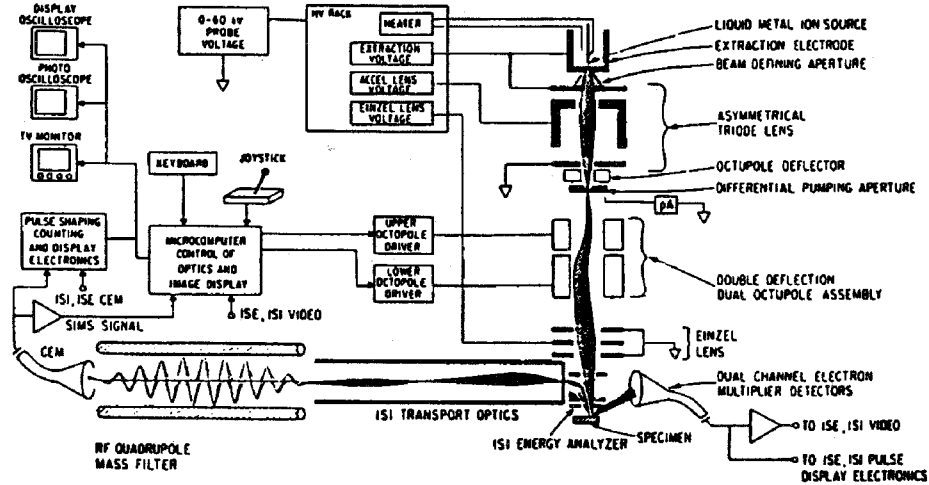 DISPLAY
OSCILLOSCOPE
PHOTO
OSCILLOSCOPE
TV MONITOR
0-60 kV
PROBE
VOLTAGE
HV RACK
HEATER
EXTRACTION
VOLTAGE
ACCEL LENS
VOLTAGE
EINZEL LENS
VOLTAGE
LIQUID METAL ION SOURCE
EXTRACTION ELECTRODE
BEAM DEFINING APERTURE
ASYMMETRICAL
TRIODE LENS
OCTUPOLE DEFLECTOR
DIFFERENTIAL PUMPING APERTURE
pA
KEYBOARD
JOYSTICK
PULSE SHAPING
COUNTING
AND DISPLAY
ELECTRONICS
MICROCOMPUTER
CONTROL OF
OPTICS AND
IMAGE DISPLAY
UPPER
OCTOPOLE
DRIVER
LOWER
OCTOPOLE
DRIVER
DOUBLE DEFLECTION
DUAL OCTUPOLE ASSEMBLY
ISI, ISE CEM
SIMS SIGNAL
ISE, ISI VIDEO
EINZEL
LENS
CEM
DUAL CHANNEL ELECTRON
MULTIPLIER DETECTORS
ISI TRANSPORT OPTICS
ISI ENERGY ANALYZER
SPECIMEN
TO ISE, ISI VIDEO
RF QUADRUPOLE
MASS FILTER
TO ISE, ISI PULSE
DISPLAY ELECTRONICS